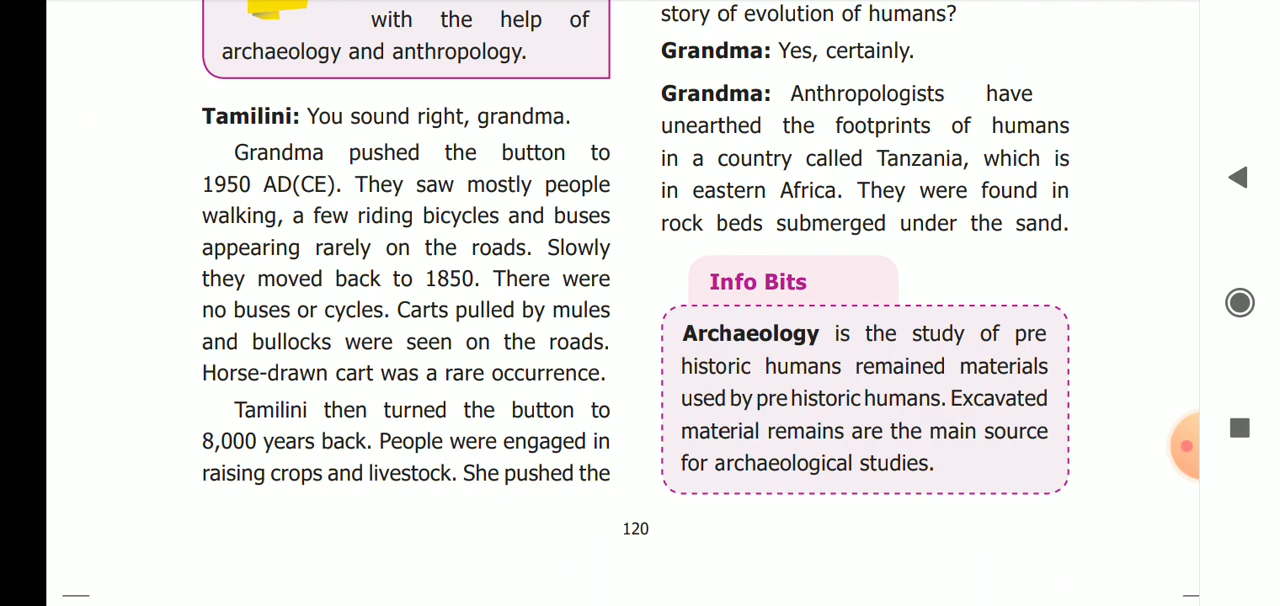 with the help of
archaeology and anthropology.
Tamilini: You sound right, grandma.
Grandma pushed the button to
1950 AD(CE). They saw mostly people
walking, a few riding bicycles and buses
appearing rarely on the roads. Slowly
they moved back to 1850. There were
no buses or cycles. Carts pulled by mules
and bullocks were seen on the roads.
Horse-drawn cart was a rare occurrence.
Tamilini then turned the button to
8,000 years back. People were engaged in
raising crops and livestock. She pushed the
story of evolution of humans?
Grandma: Yes, certainly.
Grandma: Anthropologists have
unearthed the footprints of humans
in a country called Tanzania, which is
in eastern Africa. They were found in
rock beds submerged under the sand.
Info Bits
Archaeology is the study of pre
historic humans remained materials
used by pre historic humans. Excavated
material remains are the main source
for archaeological studies.
120